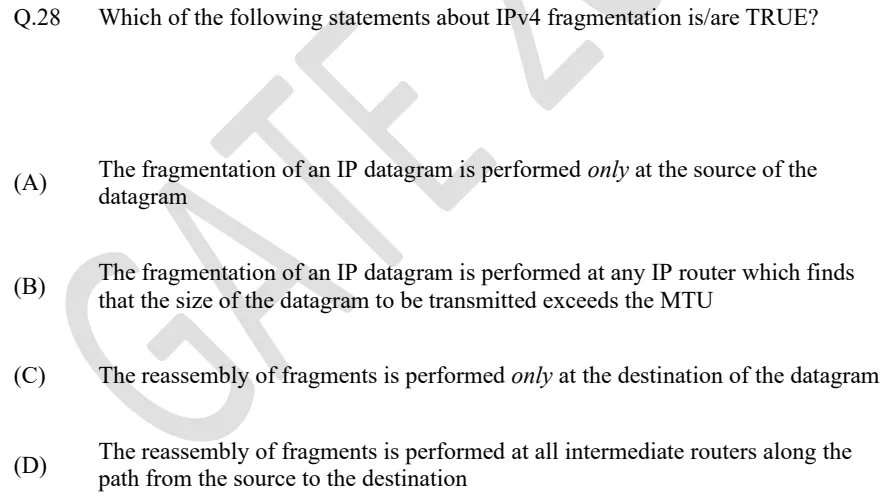 Q.28 Which of the following statements about IPv4 fragmentation is/are TRUE?
(A) The fragmentation of an IP datagram is performed only at the source of the
datagram
(B) The fragmentation of an IP datagram is performed at any IP router which finds
that the size of the datagram to be transmitted exceeds the MTU
(C) The reassembly of fragments is performed only at the destination of the datagram
(D) The reassembly of fragments is performed at all intermediate routers along the
path from the source to the destination
GATE 20